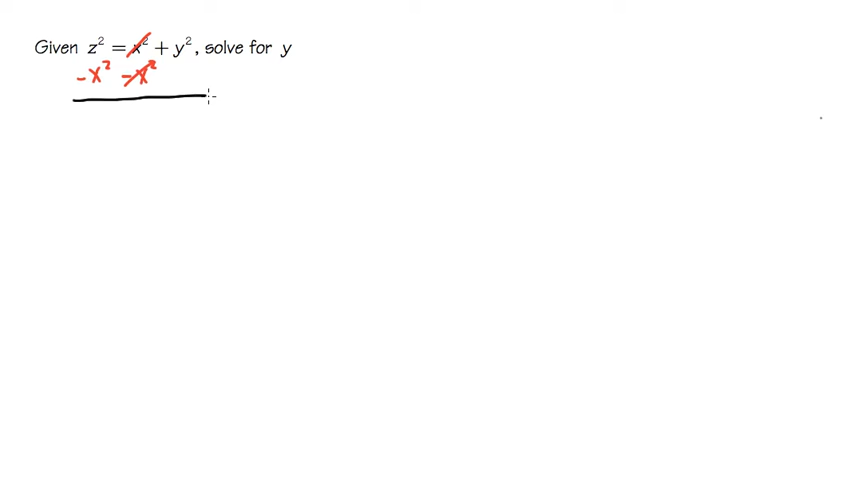 Given z² = x² + y², solve for y
-x² -x²